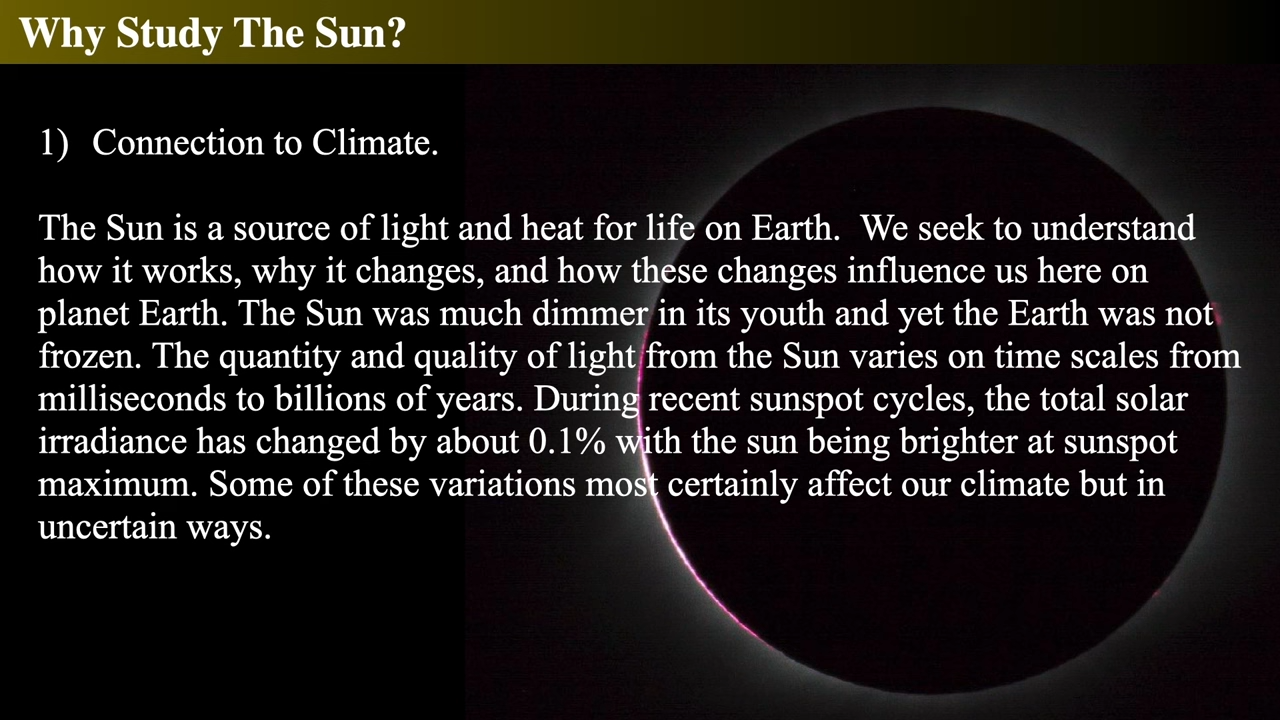 Why Study The Sun?
1) Connection to Climate.
The Sun is a source of light and heat for life on Earth.  We seek to understand
how it works, why it changes, and how these changes influence us here on
planet Earth. The Sun was much dimmer in its youth and yet the Earth was not
frozen. The quantity and quality of light from the Sun varies on time scales from
milliseconds to billions of years. During recent sunspot cycles, the total solar
irradiance has changed by about 0.1% with the sun being brighter at sunspot
maximum. Some of these variations most certainly affect our climate but in
uncertain ways.